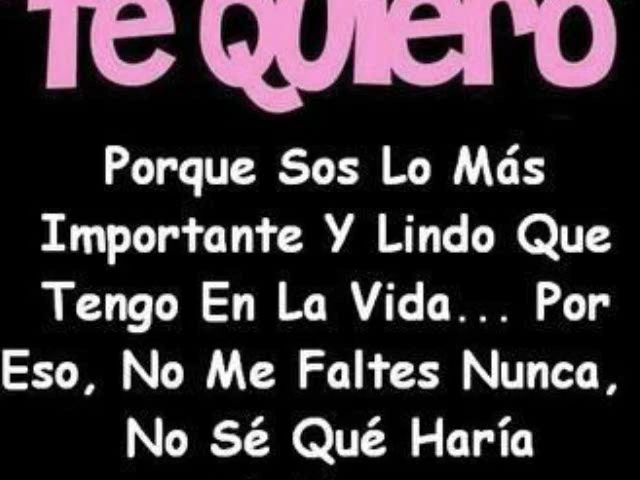 Te Quiero
Porque Sos Lo Más
Importante Y Lindo Que
Tengo En La Vida... Por
Eso, No Me Faltes Nunca,
No Sé Qué Haría